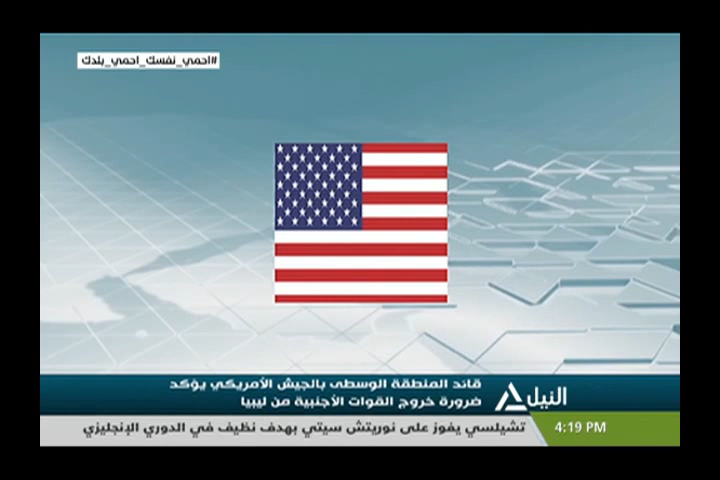 #احمي_نفسك_احمي_بلدك
قائد المنطقة الوسطى بالجيش الأمريكي يؤكد
ضرورة خروج القوات الأجنبية من ليبيا
النيل
تشيلسي يفوز على نوريتش سيتي بهدف نظيف في الدوري الإنجليزي
4:19 PM